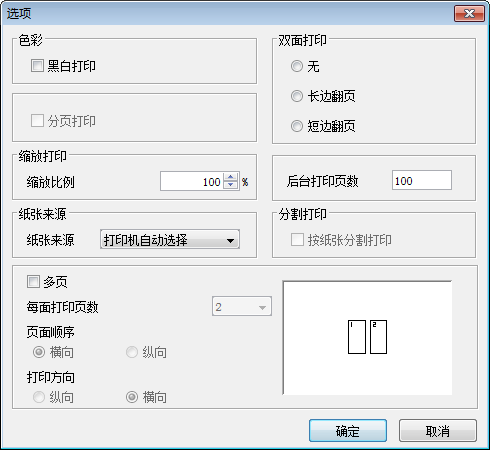 选项
色彩
黑白打印
分页打印
缩放打印
缩放比例 100 %
纸张来源
纸张来源 打印机自动选择
双面打印
无
长边翻页
短边翻页
后台打印页数 100
分割打印
按纸张分割打印
多页
每面打印页数 2
页面顺序
横向 纵向
打印方向
纵向 横向
1 2
确定 取消